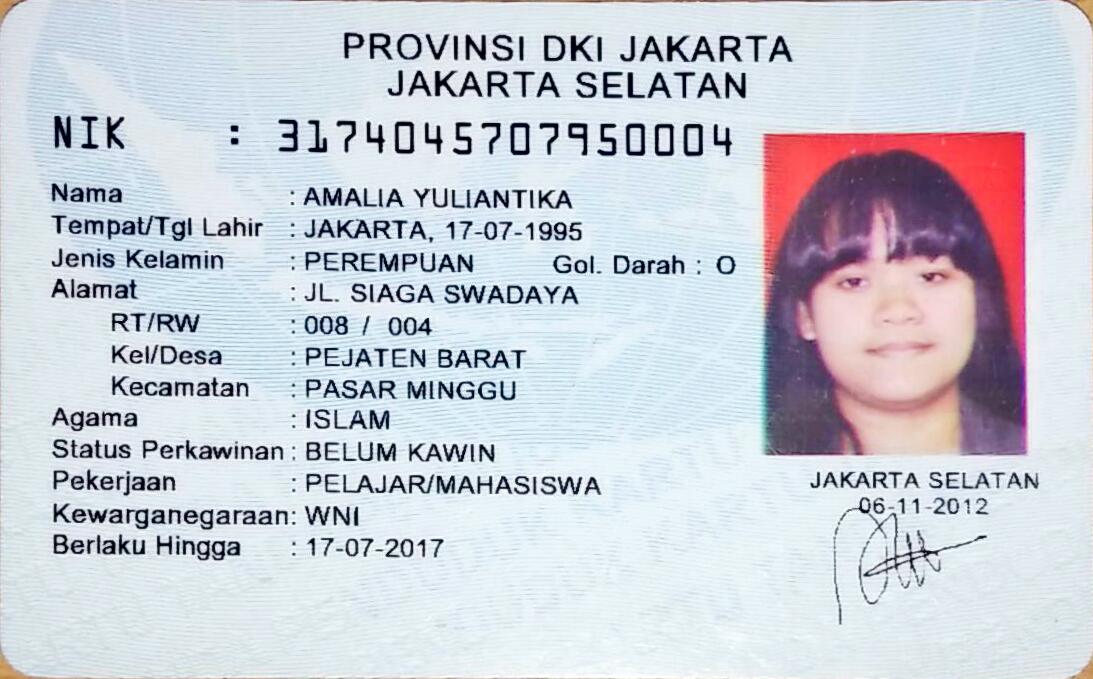 PROVINSI DKI JAKARTA
JAKARTA SELATAN
NIK : 3174045707950004
Nama : AMALIA YULIANTIKA
Tempat/Tgl Lahir : JAKARTA, 17-07-1995
Jenis Kelamin : PEREMPUAN Gol. Darah : O
Alamat : JL. SIAGA SWADAYA
RT/RW : 008 / 004
Kel/Desa : PEJATEN BARAT
Kecamatan : PASAR MINGGU
Agama : ISLAM
Status Perkawinan : BELUM KAWIN
Pekerjaan : PELAJAR/MAHASISWA
Kewarganegaraan: WNI
Berlaku Hingga : 17-07-2017
JAKARTA SELATAN
06-11-2012